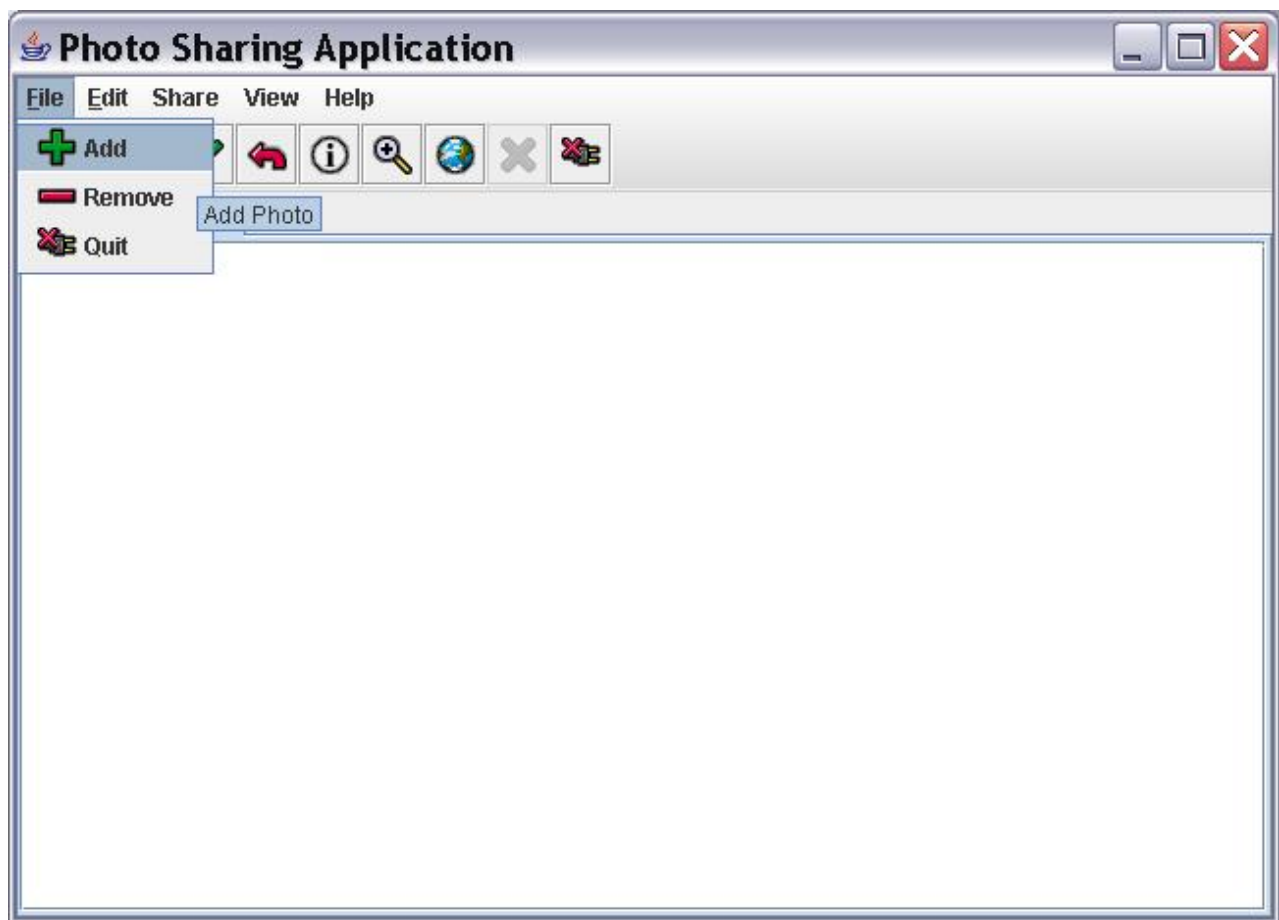 Photo Sharing Application
File Edit Share View Help
Add
Remove
Add Photo
Quit